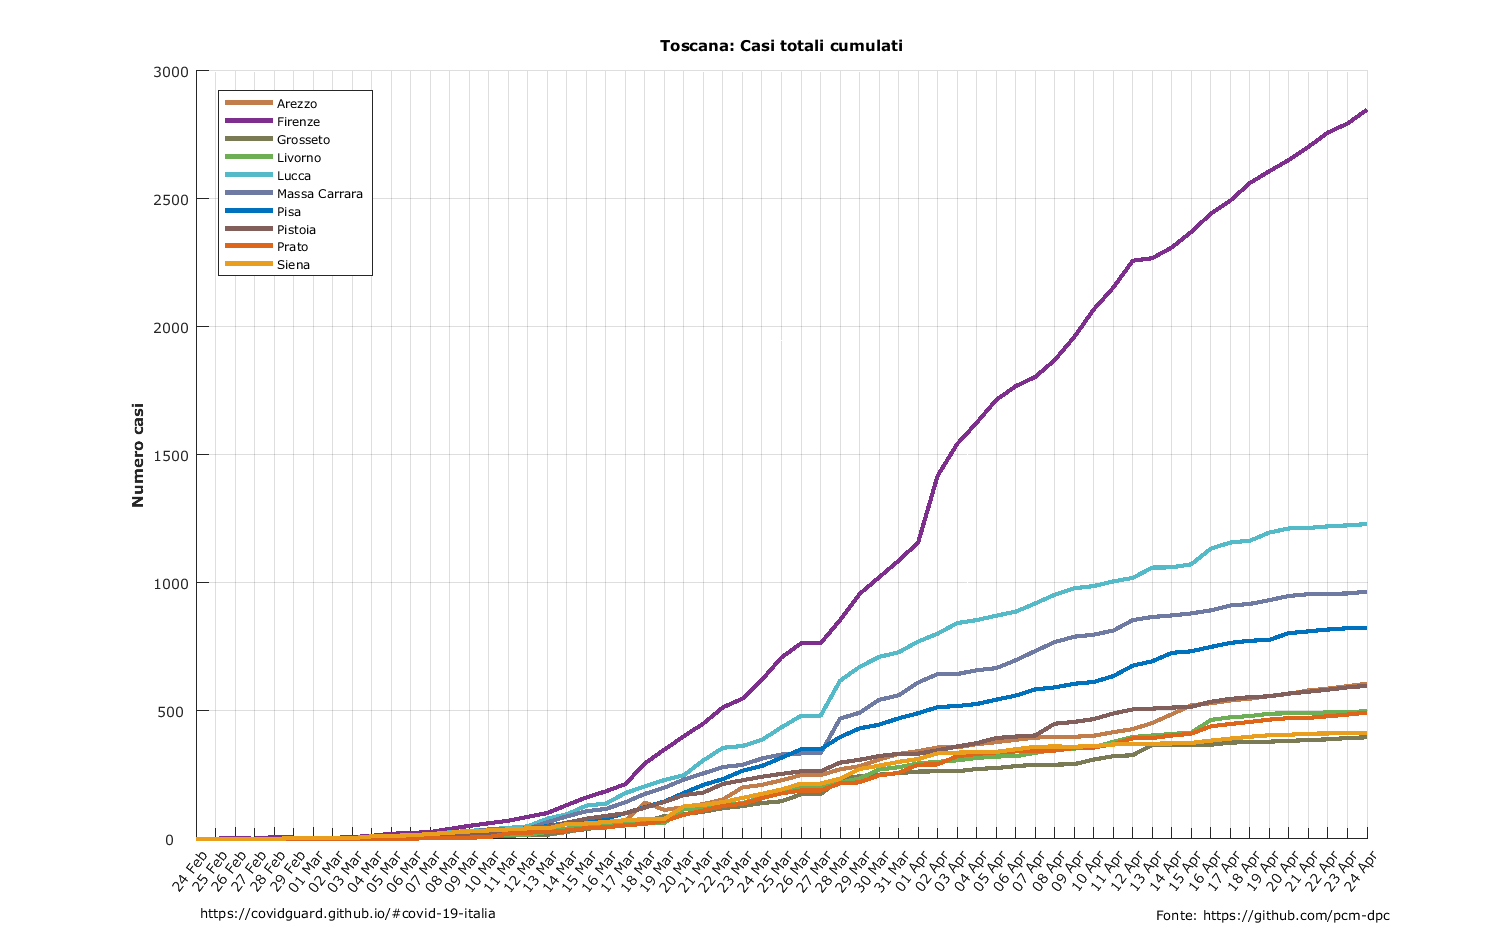 Toscana: Casi totali cumulati
Numero casi
3000
2500
2000
1500
1000
500
0
Arezzo
Firenze
Grosseto
Livorno
Lucca
Massa Carrara
Pisa
Pistoia
Prato
Siena
24 Feb
25 Feb
26 Feb
27 Feb
28 Feb
29 Feb
01 Mar
02 Mar
03 Mar
04 Mar
05 Mar
06 Mar
07 Mar
08 Mar
09 Mar
10 Mar
11 Mar
12 Mar
13 Mar
14 Mar
15 Mar
16 Mar
17 Mar
18 Mar
19 Mar
20 Mar
21 Mar
22 Mar
23 Mar
24 Mar
25 Mar
26 Mar
27 Mar
28 Mar
29 Mar
30 Mar
31 Mar
01 Apr
02 Apr
03 Apr
04 Apr
05 Apr
06 Apr
07 Apr
08 Apr
09 Apr
10 Apr
11 Apr
12 Apr
13 Apr
14 Apr
15 Apr
16 Apr
17 Apr
18 Apr
19 Apr
20 Apr
21 Apr
22 Apr
23 Apr
24 Apr
https://covidguard.github.io/#covid-19-italia
Fonte: https://github.com/pcm-dpc